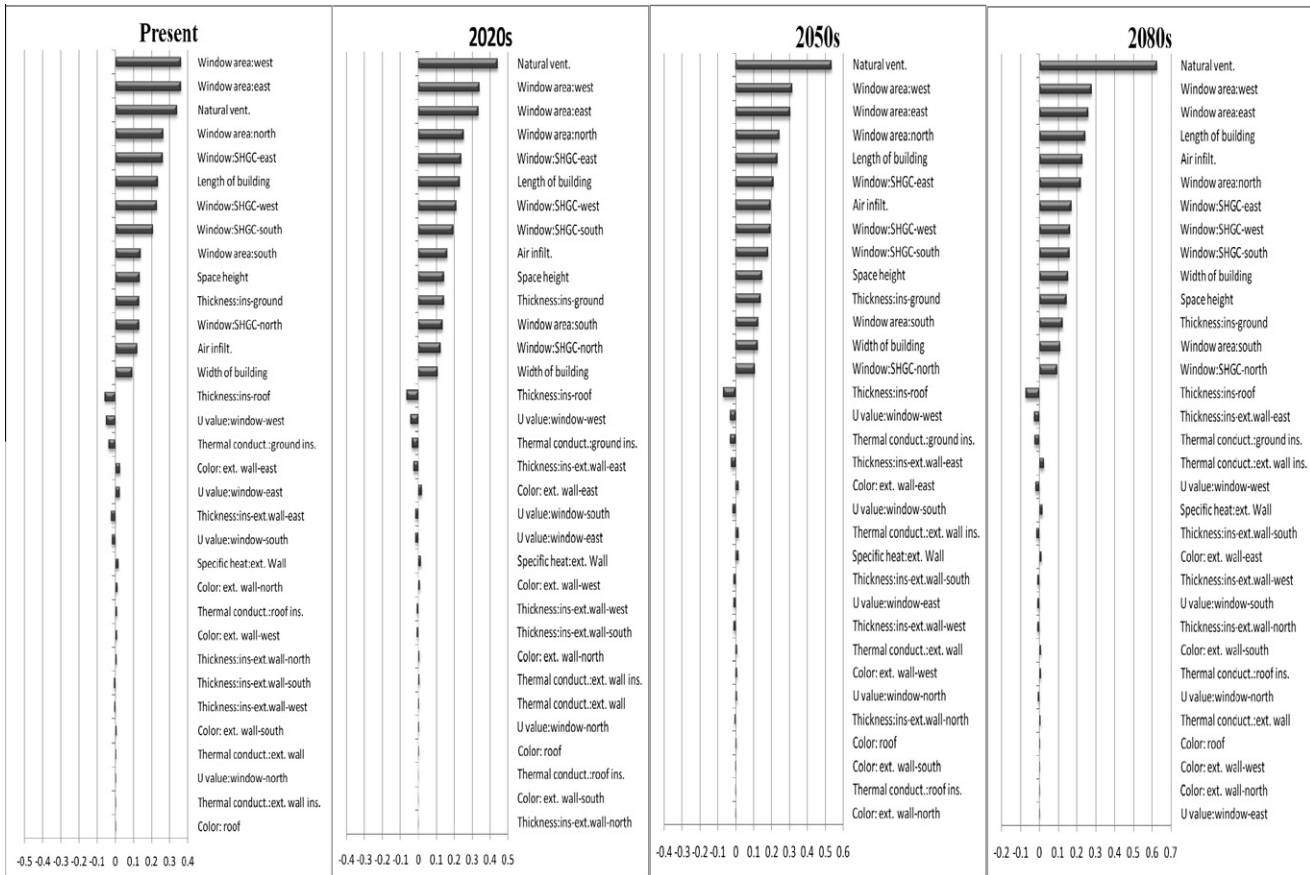 Present
Window area:west
Window area:east
Natural vent.
Window area:north
Window:SHGC-east
Length of building
Window:SHGC-west
Window:SHGC-south
Window area:south
Space height
Thickness:ins-ground
Window:SHGC-north
Air infilt.
Width of building
Thickness:ins-roof
U value:window-west
Thermal conduct.:ground ins.
Color: ext. wall-east
U value:window-east
Thickness:ins-ext.wall-east
U value:window-south
Specific heat:ext. Wall
Color: ext. wall-north
Thermal conduct.:roof ins.
Color: ext. wall-west
Thickness:ins-ext.wall-north
Thickness:ins-ext.wall-south
Thickness:ins-ext.wall-west
Color: ext. wall-south
Thermal conduct.:ext. wall
U value:window-north
Thermal conduct.:ext. wall ins.
Color: roof
-0.5 -0.4 -0.3 -0.2 -0.1 0 0.1 0.2 0.3 0.4
2020s
Natural vent.
Window area:west
Window area:east
Window area:north
Window:SHGC-east
Length of building
Window:SHGC-west
Window:SHGC-south
Air infilt.
Space height
Thickness:ins-ground
Window area:south
Window:SHGC-north
Width of building
Thickness:ins-roof
U value:window-west
Thermal conduct.:ground ins.
Thickness:ins-ext.wall-east
Color: ext. wall-east
U value:window-south
U value:window-east
Specific heat:ext. Wall
Color: ext. wall-west
Thickness:ins-ext.wall-west
Thickness:ins-ext.wall-south
Color: ext. wall-north
Thermal conduct.:ext. wall ins.
Thermal conduct.:ext. wall
U value:window-north
Color: roof
Thermal conduct.:roof ins.
Color: ext. wall-south
Thickness:ins-ext.wall-north
-0.4 -0.3 -0.2 -0.1 0 0.1 0.2 0.3 0.4 0.5
2050s
Natural vent.
Window area:west
Window area:east
Window area:north
Length of building
Window:SHGC-east
Air infilt.
Window:SHGC-west
Window:SHGC-south
Space height
Thickness:ins-ground
Window area:south
Width of building
Window:SHGC-north
Thickness:ins-roof
U value:window-west
Thermal conduct.:ground ins.
Thickness:ins-ext.wall-east
Color: ext. wall-east
U value:window-south
Thermal conduct.:ext. wall ins.
Specific heat:ext. Wall
Thickness:ins-ext.wall-south
U value:window-east
Thickness:ins-ext.wall-west
Thermal conduct.:ext. wall
Color: ext. wall-west
U value:window-north
Thickness:ins-ext.wall-north
Color: roof
Color: ext. wall-south
Thermal conduct.:roof ins.
Color: ext. wall-north
-0.4 -0.3 -0.2 -0.1 0 0.1 0.2 0.3 0.4 0.5 0.6
2080s
Natural vent.
Window area:west
Window area:east
Length of building
Air infilt.
Window area:north
Window:SHGC-east
Window:SHGC-west
Window:SHGC-south
Width of building
Space height
Thickness:ins-ground
Window area:south
Window:SHGC-north
Thickness:ins-roof
Thickness:ins-ext.wall-east
Thermal conduct.:ground ins.
Thermal conduct.:ext. wall ins.
U value:window-west
Specific heat:ext. Wall
Thickness:ins-ext.wall-south
Color: ext. wall-east
Thickness:ins-ext.wall-west
U value:window-south
Thickness:ins-ext.wall-north
Color: ext. wall-south
Thermal conduct.:roof ins.
U value:window-north
Thermal conduct.:ext. wall
Color: roof
Color: ext. wall-west
Color: ext. wall-north
U value:window-east
-0.2 -0.1 0 0.1 0.2 0.3 0.4 0.5 0.6 0.7